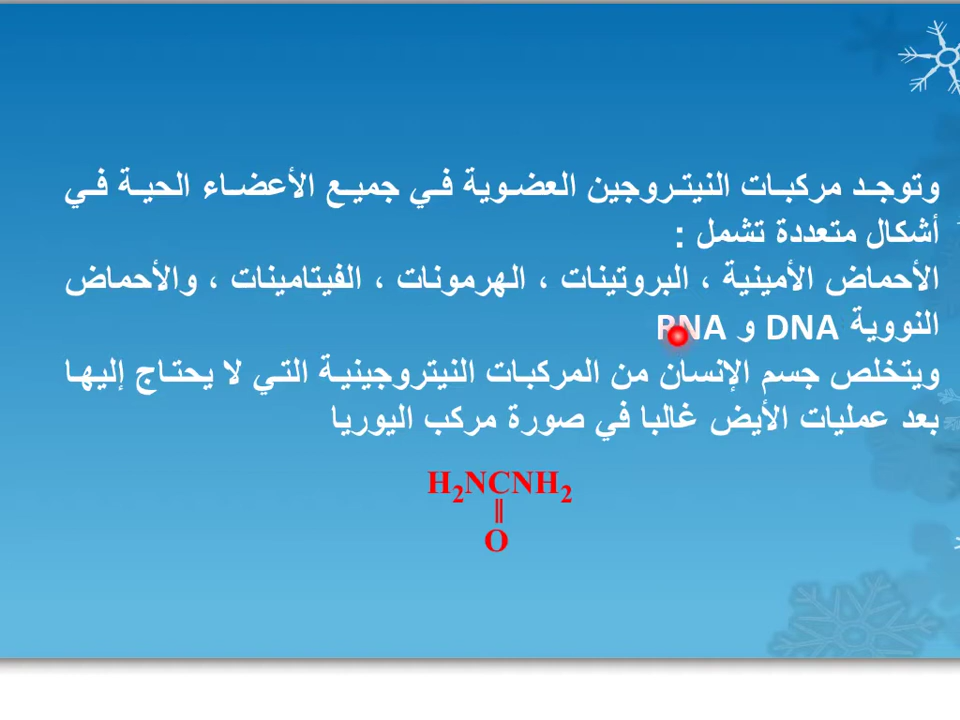 وتوجد مركبات النيتروجين العضوية في جميع الأعضاء الحية في
أشكال متعددة تشمل :
الأحماض الأمينية ، البروتينات ، الهرمونات ، الفيتامينات ، والأحماض
النووية DNA و RNA
ويتخلص جسم الإنسان من المركبات النيتروجينية التي لا يحتاج إليها
بعد عمليات الأيض غالبا في صورة مركب اليوريا
H₂NCNH₂
||
O